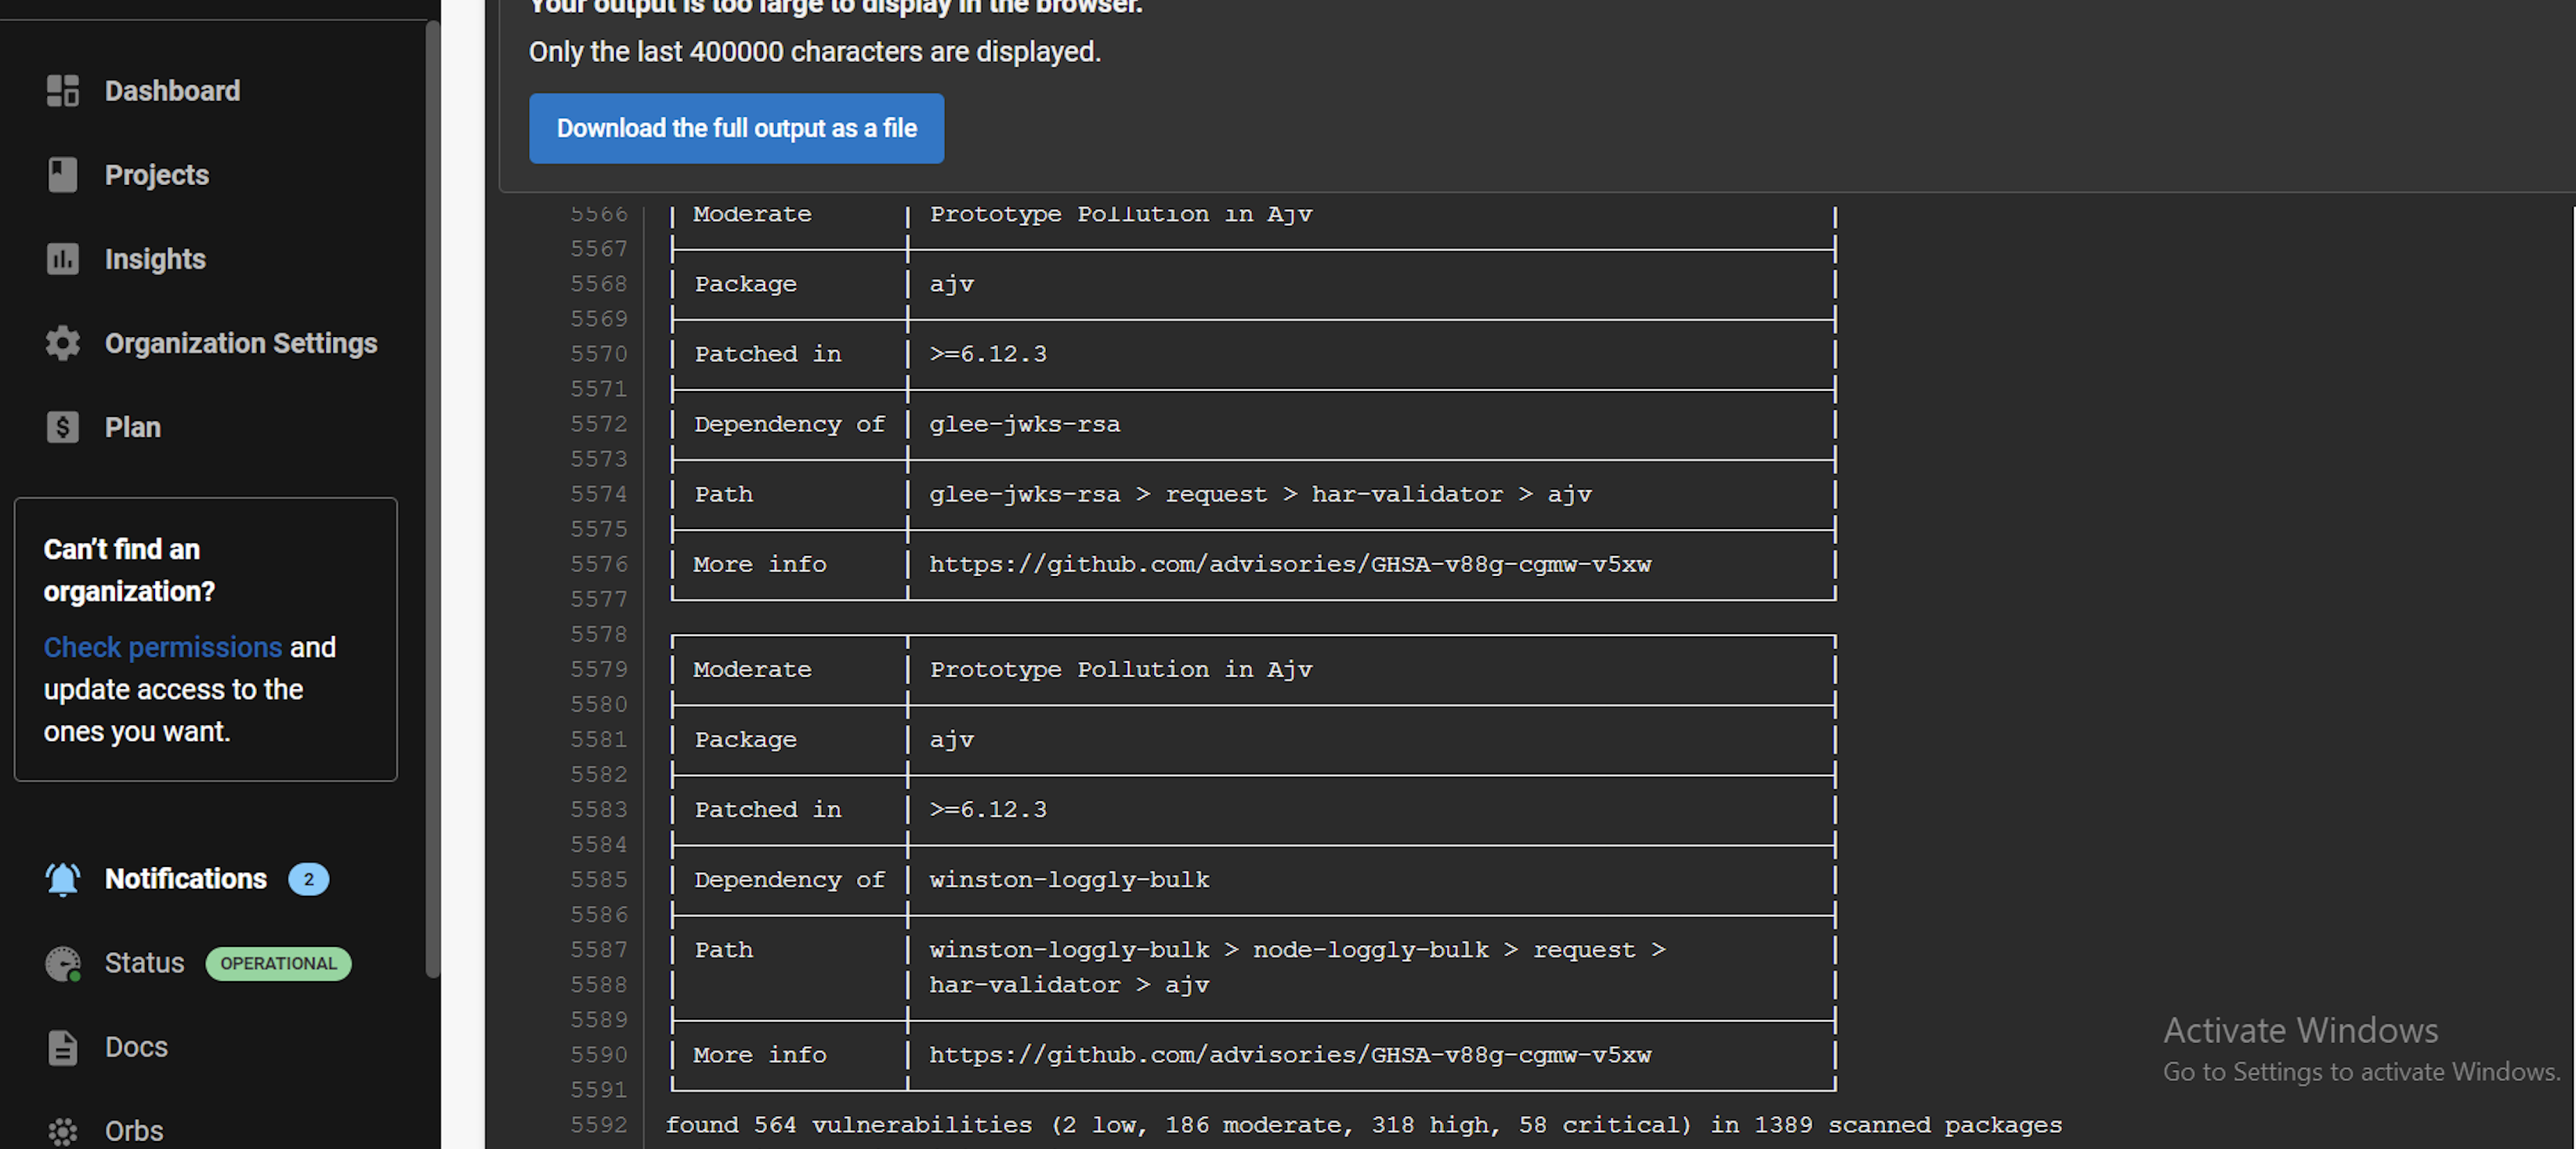 Dashboard
Projects
Insights
Organization Settings
Plan
Can't find an
organization?
Check permissions and
update access to the
ones you want.
Notifications 2
Status OPERATIONAL
Docs
Orbs
Your output is too large to display in the browser.
Only the last 400000 characters are displayed.
Download the full output as a file
5566 Moderate Prototype Pollution in Ajv
5567
5568 Package ajv
5569
5570 Patched in >=6.12.3
5571
5572 Dependency of glee-jwks-rsa
5573
5574 Path glee-jwks-rsa > request > har-validator > ajv
5575
5576 More info https://github.com/advisories/GHSA-v88g-cgmw-v5xw
5577
5578
5579 Moderate Prototype Pollution in Ajv
5580
5581 Package ajv
5582
5583 Patched in >=6.12.3
5584
5585 Dependency of winston-loggly-bulk
5586
5587 Path winston-loggly-bulk > node-loggly-bulk > request >
5588 har-validator > ajv
5589
5590 More info https://github.com/advisories/GHSA-v88g-cgmw-v5xw
5591
5592 found 564 vulnerabilities (2 low, 186 moderate, 318 high, 58 critical) in 1389 scanned packages
Activate Windows
Go to Settings to activate Windows.